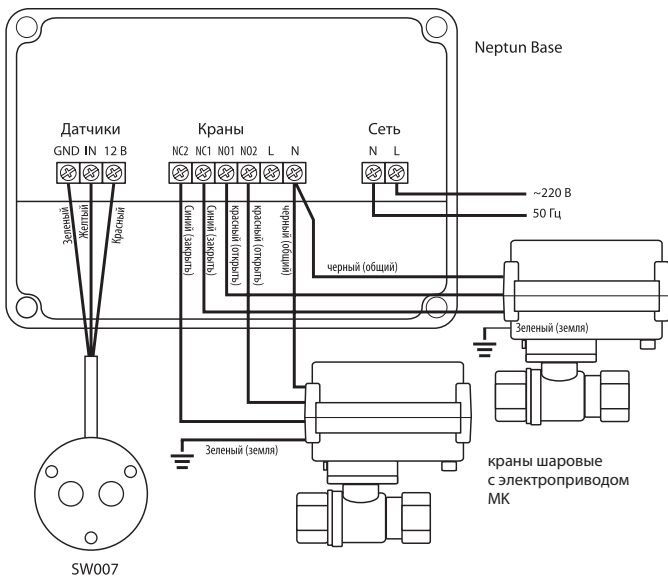 Neptun Base
Датчики
Краны
Сеть
GND IN 12 В
NC2 NC1 NO1 NO2 L N
N L
Зеленый
Желтый
Красный
Синий (закрыть)
Синий (закрыть)
красный (открыть)
красный (открыть)
черный (общий)
~220 В
50 Гц
черный (общий)
Зеленый (земля)
Зеленый (земля)
краны шаровые
с электроприводом
МК
SW007